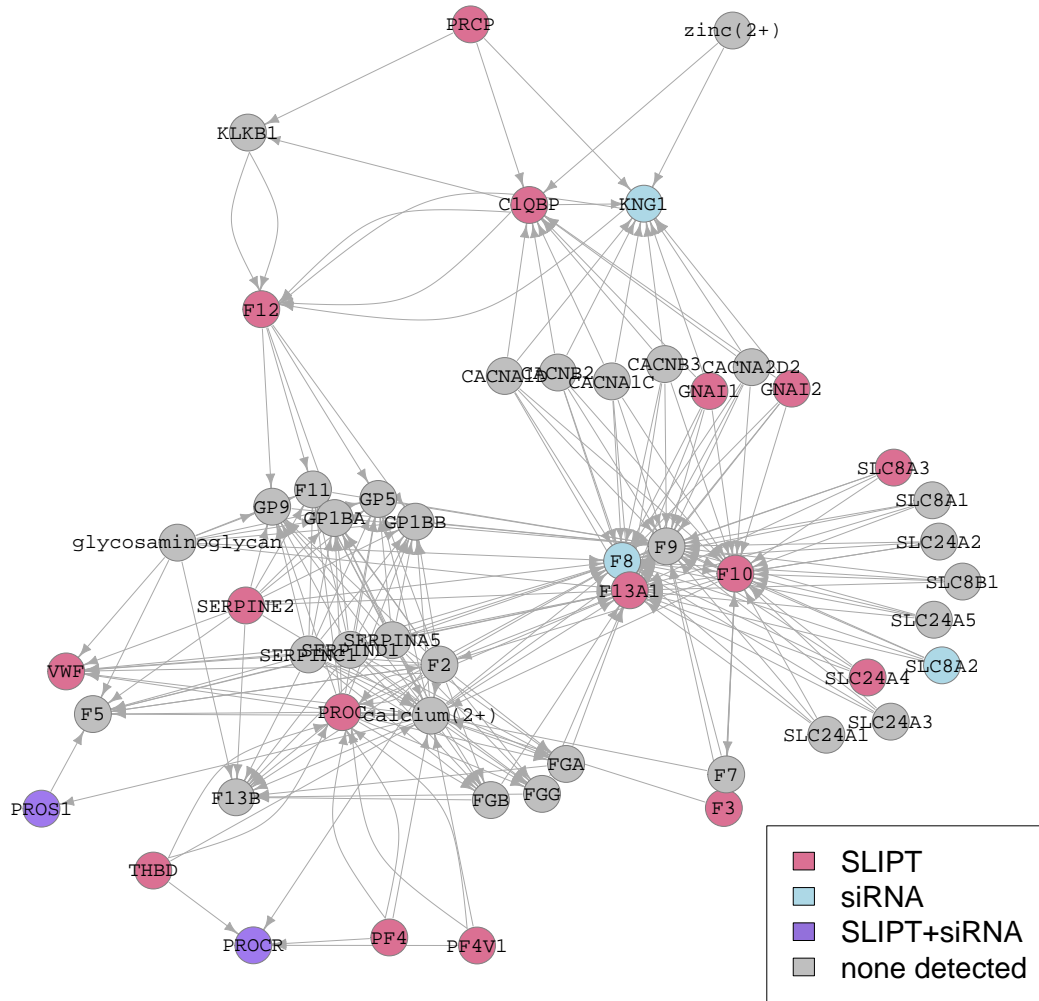 PRCP
zinc(2+)
KLKB1
C1QBP
KNG1
F12
CACNA1D
CACNB2
CACNA1C
CACNB3
CACNA2D2
GNAI1
GNAI2
SLC8A3
SLC8A1
SLC24A2
SLC8B1
SLC24A5
SLC8A2
SLC24A4
SLC24A3
SLC24A1
F11
GP9
GP1BA
GP5
GP1BB
glycosaminoglycan
F9
F8
F10
F13A1
SERPINE2
SERPINA5
SERPIND1
SERPINC1
F2
VWF
F5
PROC
calcium(2+)
FGA
F7
FGG
FGB
F13B
F3
PROS1
THBD
PROCR
PF4
PF4V1
SLIPT
siRNA
SLIPT+siRNA
none detected